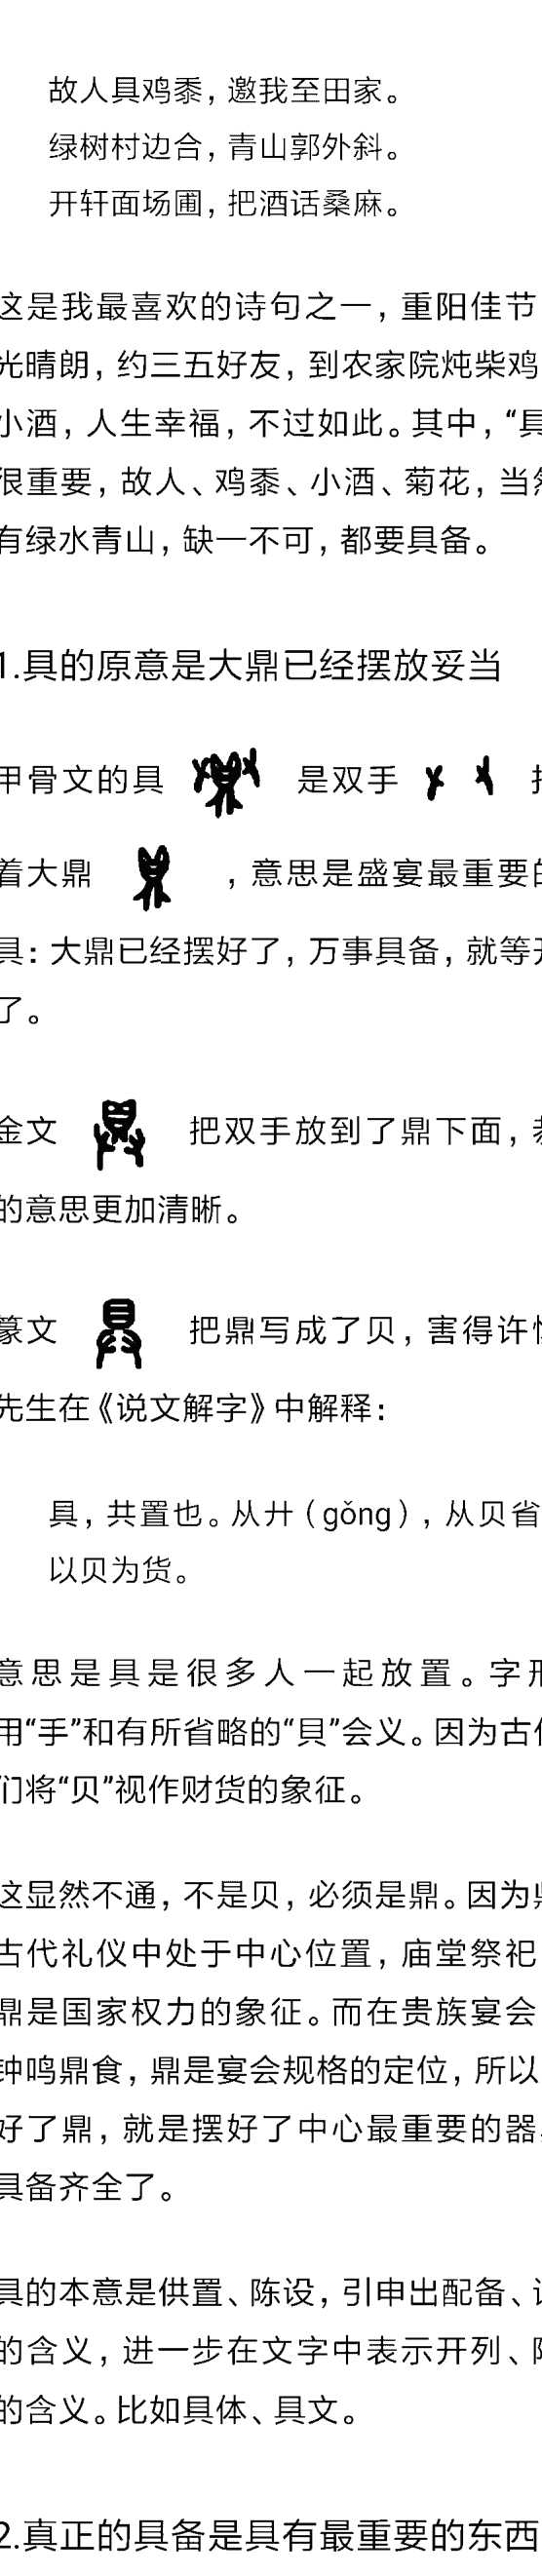 故人具鸡黍，邀我至田家。
绿树村边合，青山郭外斜。
开轩面场圃，把酒话桑麻。
这是我最喜欢的诗句之一，重阳佳节
光晴朗，约三五好友，到农家院炖柴鸡
小酒，人生幸福，不过如此。其中，“具
很重要，故人、鸡黍、小酒、菊花，当然
有绿水青山，缺一不可，都要具备。
1.具的原意是大鼎已经摆放妥当
甲骨文的具 是双手
着大鼎 ，意思是盛宴最重要的
具：大鼎已经摆好了，万事具备，就等开
了。
金文 把双手放到了鼎下面，
的意思更加清晰。
篆文 把鼎写成了贝，害得许慎
先生在《说文解字》中解释：
具，共置也。从廾（gǒng），从贝省
以贝为货。
意思是具是很多人一起放置。字形
用“手”和有所省略的“貝”会义。因为古代
们将“贝”视作财货的象征。
这显然不通，不是贝，必须是鼎。因为鼎
古代礼仪中处于中心位置，庙堂祭祀
鼎是国家权力的象征。而在贵族宴会
钟鸣鼎食，鼎是宴会规格的定位，所以
好了鼎，就是摆好了中心最重要的器具
具备齐全了。
具的本意是供置、陈设，引申出配备、
的含义，进一步在文字中表示开列、
的含义。比如具体、具文。
2.真正的具备是具有最重要的东西